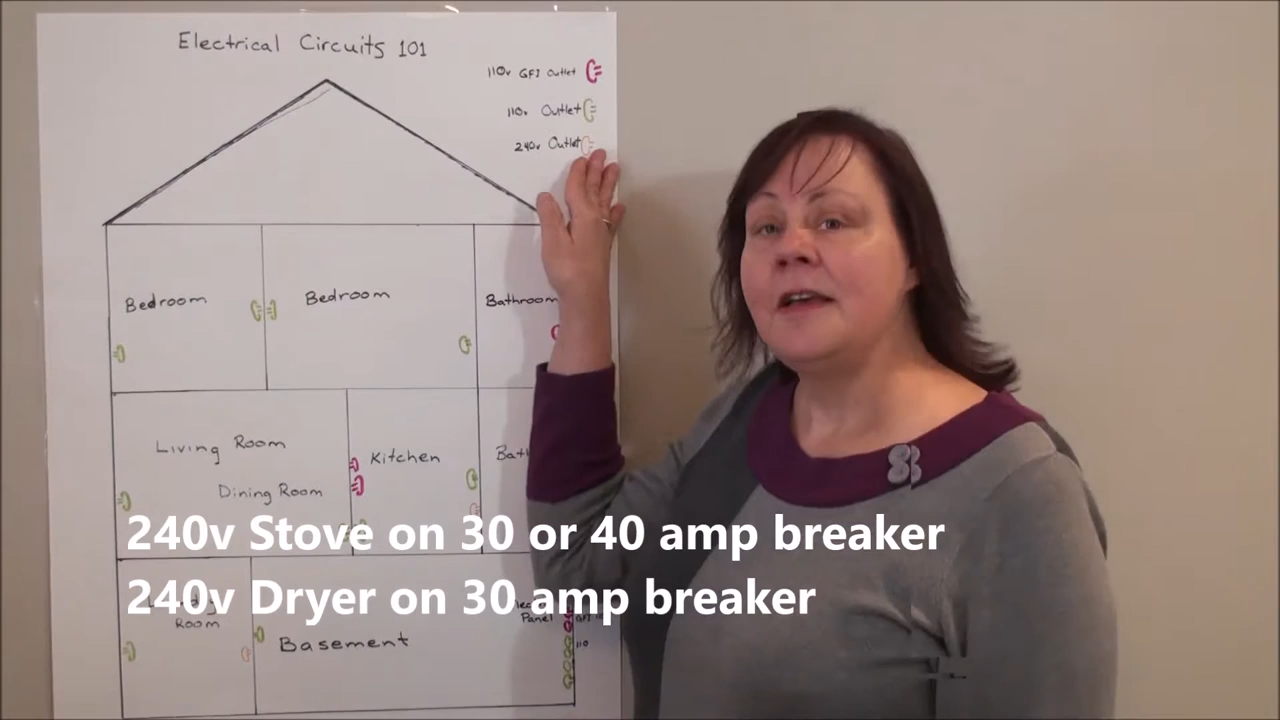 Electrical Circuits 101
110v GFI Outlet
110v Outlet
240v Outlet
Bedroom
Bedroom
Bathroom
Living Room
Kitchen
Dining Room
240v Stove on 30 or 40 amp breaker
240v Dryer on 30 amp breaker
Room
Panel
Basement
110